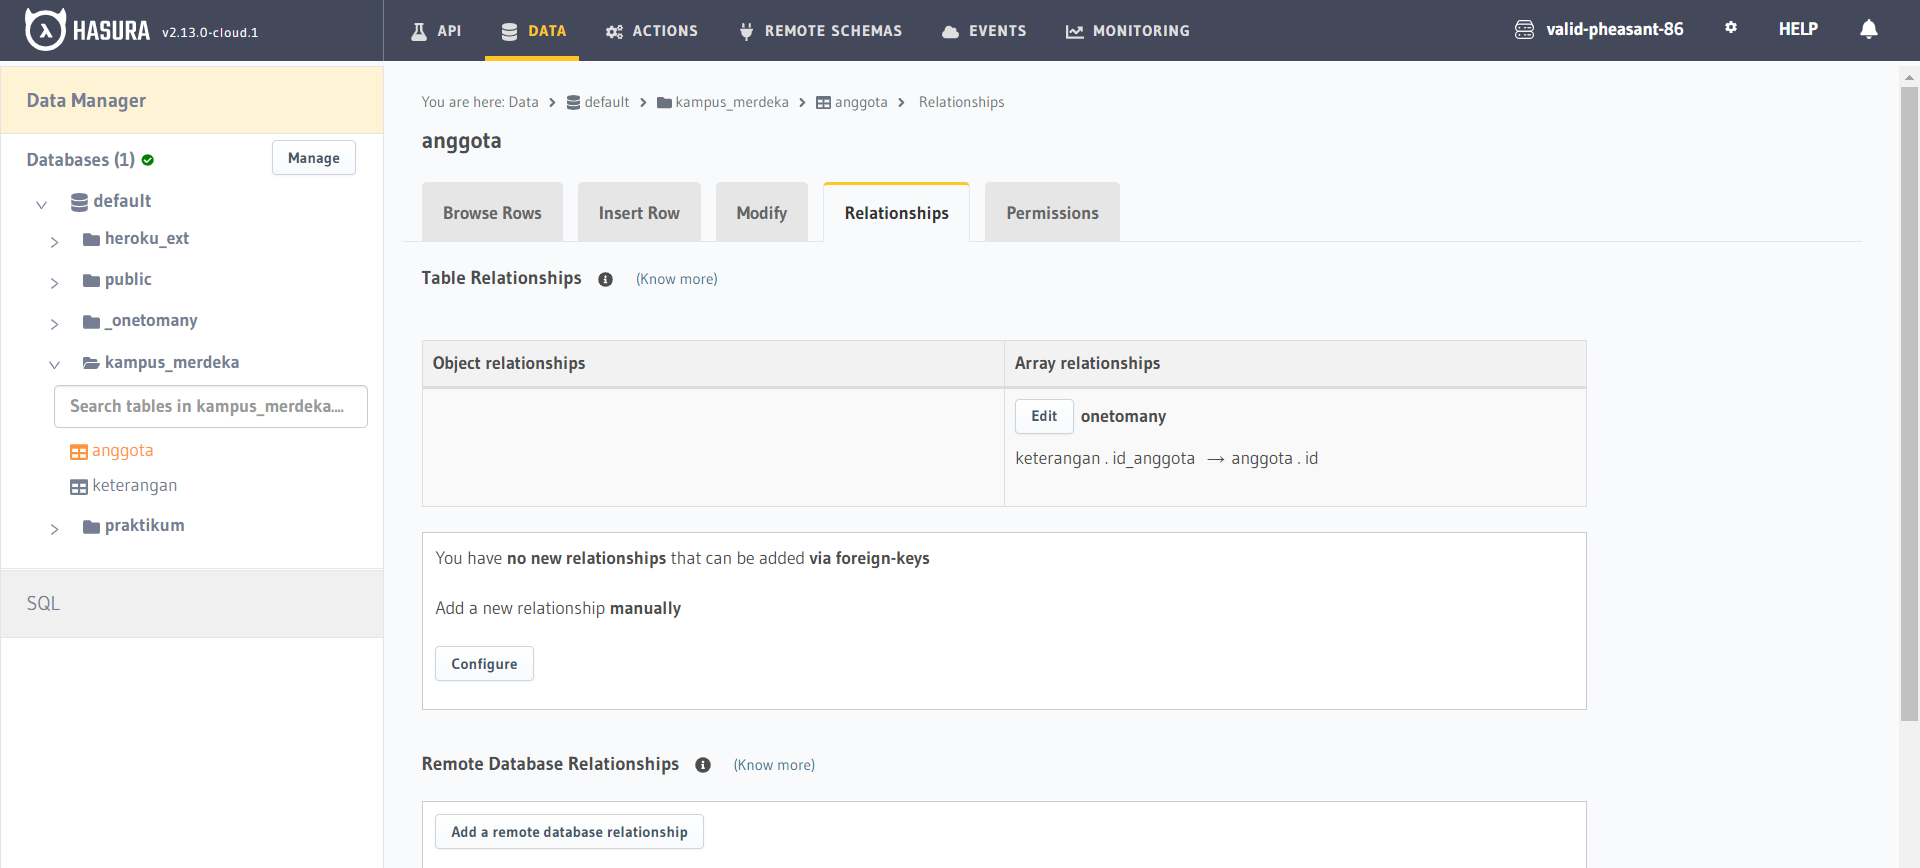 HASURA v2.13.0-cloud.1
API
DATA
ACTIONS
REMOTE SCHEMAS
EVENTS
MONITORING
valid-pheasant-86
HELP
Data Manager
Databases (1)
Manage
default
heroku_ext
public
_onetomany
kampus_merdeka
Search tables in kampus_merdeka....
anggota
keterangan
praktikum
SQL
You are here: Data > default > kampus_merdeka > anggota > Relationships
anggota
Browse Rows
Insert Row
Modify
Relationships
Permissions
Table Relationships (Know more)
Object relationships
Array relationships
Edit onetomany
keterangan . id_anggota → anggota . id
You have no new relationships that can be added via foreign-keys
Add a new relationship manually
Configure
Remote Database Relationships (Know more)
Add a remote database relationship